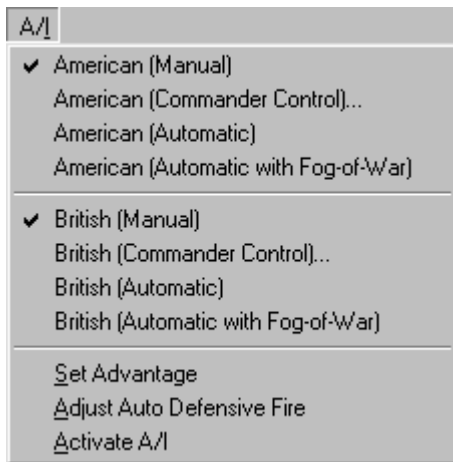 A/I
American (Manual)
American (Commander Control)...
American (Automatic)
American (Automatic with Fog-of-War)
British (Manual)
British (Commander Control)...
British (Automatic)
British (Automatic with Fog-of-War)
Set Advantage
Adjust Auto Defensive Fire
Activate A/I